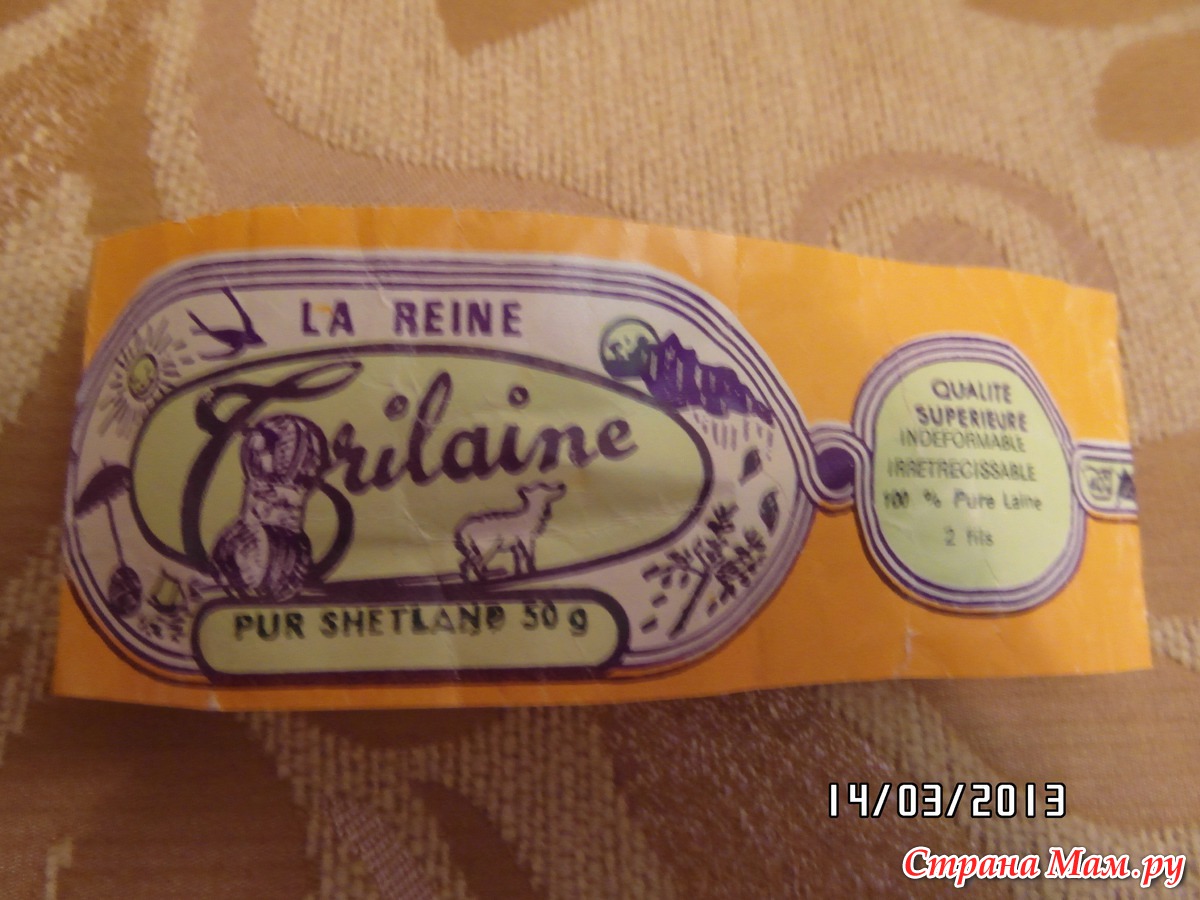 LA REINE
Trilaine
PUR SHETLAND 50 g
QUALITE
SUPERIEURE
INDEFORMABLE
IRRETRECISSABLE
100 % Pure Laine
2 fils
14/03/2013
Страна Мам.ру